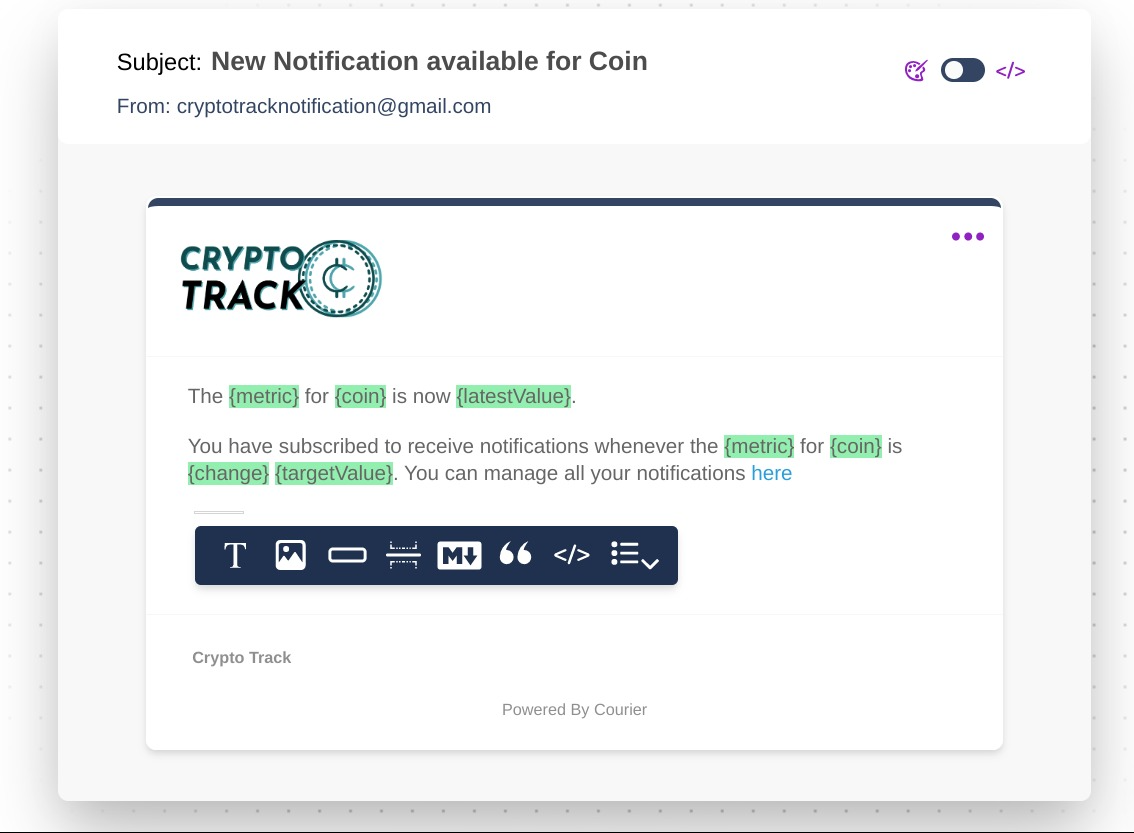 Subject: New Notification available for Coin
</>
From: cryptotracknotification@gmail.com
CRYPTO
TRACK
The {metric} for {coin} is now {latestValue}.
You have subscribed to receive notifications whenever the {metric} for {coin} is
{change} {targetValue}. You can manage all your notifications here
T M </>
Crypto Track
Powered By Courier